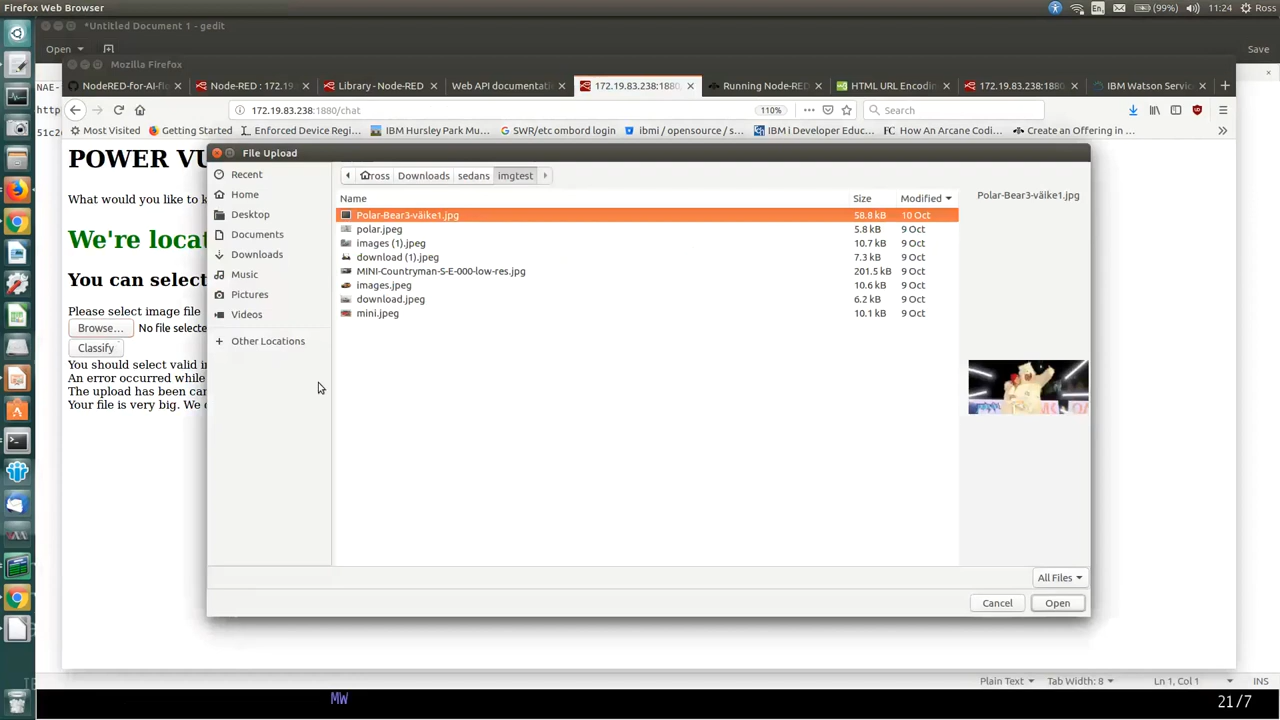 Firefox Web Browser
En
(99%)
11:24
Ross
*Untitled Document 1 - gedit
Open
Save
Mozilla Firefox
NodeRED-for-AI-fl
Node-RED : 172.19.
Library - Node-RED
Web API documentati
172.19.83.238:1880
Running NodeRED
HTML URL Encodin
172.19.83.238:1880
IBM Watson Servic
172.19.83.238:1880/chat
110%
Search
Most Visited
Getting Started
Enforced Device Regi...
IBM Hursley Park Mu...
SWR/etc ombord login
ibmi / opensource / s...
IBM i Developer Educ...
How An Arcane Codi...
Create an Offering in ...
NAE-
http
51c2
POWER VU
What would you like to k
We're locat
You can select
Please select image file
Browse...
No file selecte
Classify
You should select valid i
An error occurred while
The upload has been can
Your file is very big. We c
File Upload
ross
Downloads
sedans
imgtest
Recent
Home
Desktop
Documents
Downloads
Music
Pictures
Videos
Other Locations
Name
Size
Modified
Polar-Bear3-väike1.jpg
58.8 kB
10 Oct
polar.jpeg
5.8 kB
9 Oct
images (1).jpeg
10.7 kB
9 Oct
download (1).jpeg
7.3 kB
9 Oct
MINI-Countryman-S-E-000-low-res.jpg
201.5 kB
9 Oct
images.jpeg
10.6 kB
9 Oct
download.jpeg
6.2 kB
9 Oct
mini.jpeg
10.1 kB
9 Oct
Polar-Bear3-väike1.jpg
All Files
Cancel
Open
Plain Text
Tab Width: 8
Ln 1, Col 1
INS
MW
21/7